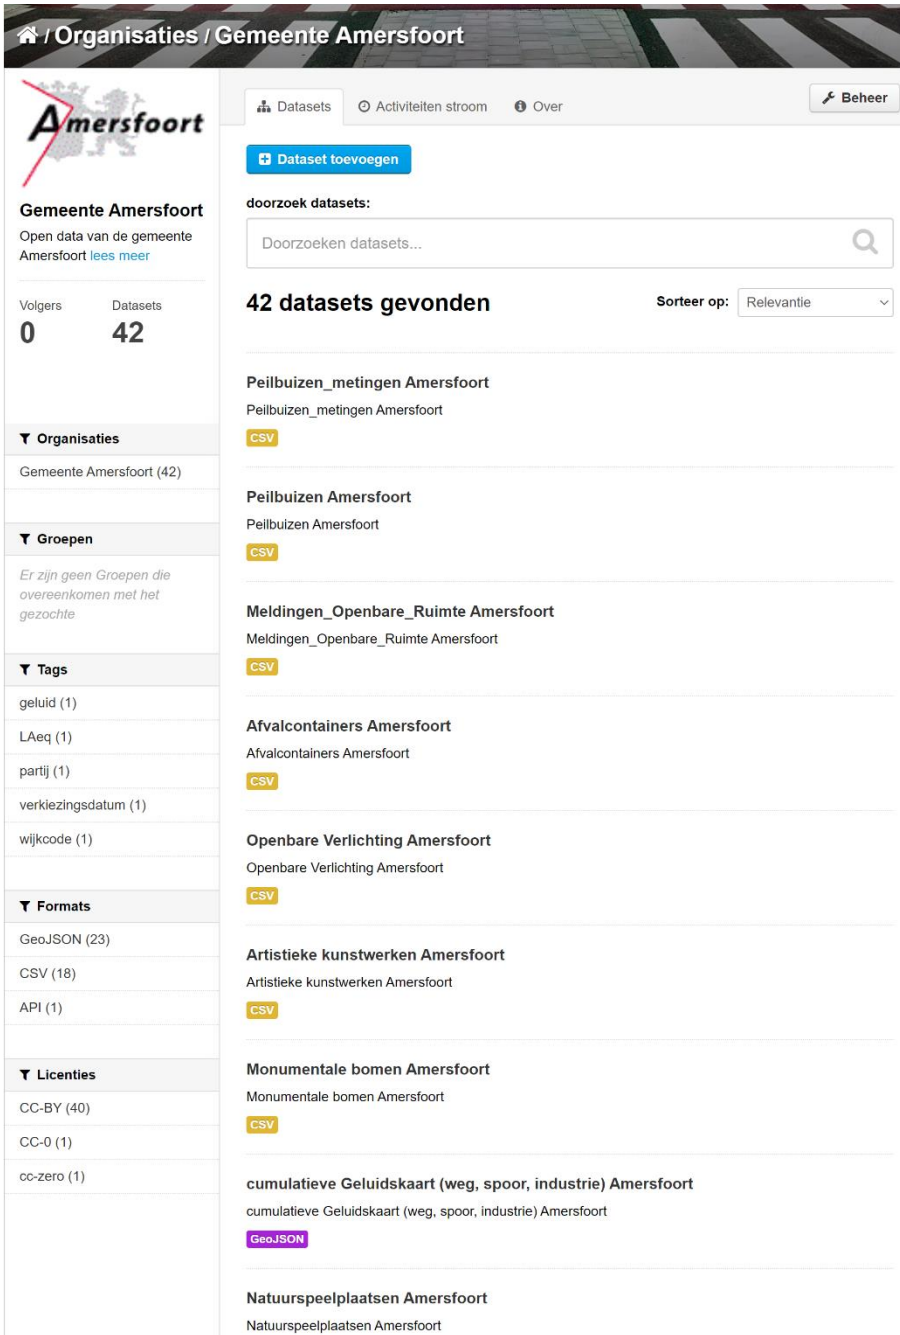 / Organisaties / Gemeente Amersfoort
Amersfoort
Gemeente Amersfoort
Open data van de gemeente
Amersfoort lees meer
Volgers Datasets
0 42
Organisaties
Gemeente Amersfoort (42)
Groepen
Er zijn geen Groepen die
overeenkomen met het
gezochte
Tags
geluid (1)
LAeq (1)
partij (1)
verkiezingsdatum (1)
wijkcode (1)
Formats
GeoJSON (23)
CSV (18)
API (1)
Licenties
CC-BY (40)
CC-0 (1)
cc-zero (1)
Datasets Activiteiten stroom Over Beheer
Dataset toevoegen
doorzoek datasets:
Doorzoeken datasets...
42 datasets gevonden Sorteer op: Relevantie
Peilbuizen_metingen Amersfoort
Peilbuizen_metingen Amersfoort
CSV
Peilbuizen Amersfoort
Peilbuizen Amersfoort
CSV
Meldingen_Openbare_Ruimte Amersfoort
Meldingen_Openbare_Ruimte Amersfoort
CSV
Afvalcontainers Amersfoort
Afvalcontainers Amersfoort
CSV
Openbare Verlichting Amersfoort
Openbare Verlichting Amersfoort
CSV
Artistieke kunstwerken Amersfoort
Artistieke kunstwerken Amersfoort
CSV
Monumentale bomen Amersfoort
Monumentale bomen Amersfoort
CSV
cumulatieve Geluidskaart (weg, spoor, industrie) Amersfoort
cumulatieve Geluidskaart (weg, spoor, industrie) Amersfoort
GeoJSON
Natuurspeelplaatsen Amersfoort
Natuurspeelplaatsen Amersfoort